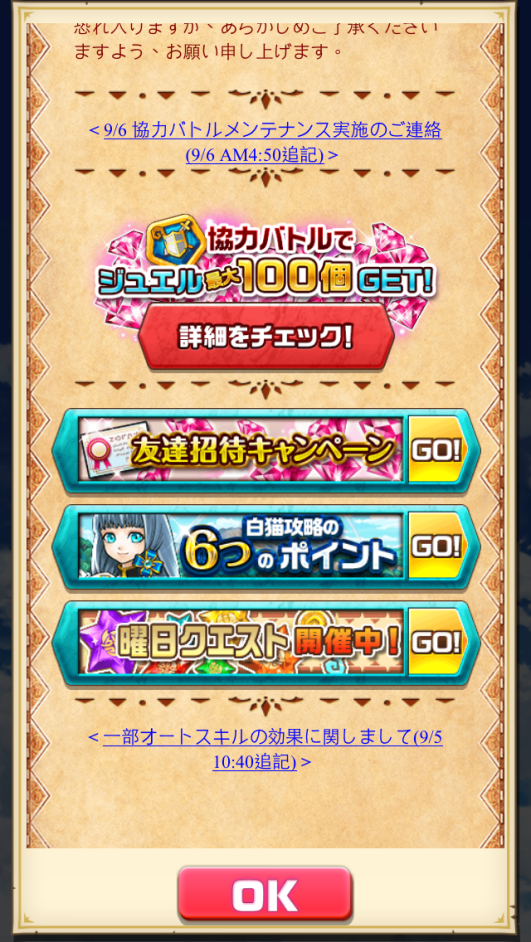 恐れ入りますが、あらかじめご了承ください
ますよう、お願い申し上げます。
＜9/6 協力バトルメンテナンス実施のご連絡
(9/6 AM4:50追記)＞
協力バトルで
ジュエル最大100個GET!
詳細をチェック!
友達招待キャンペーン GO!
白猫攻略の
6つのポイント GO!
曜日クエスト開催中! GO!
＜一部オートスキルの効果に関しまして(9/5
10:40追記)＞
OK